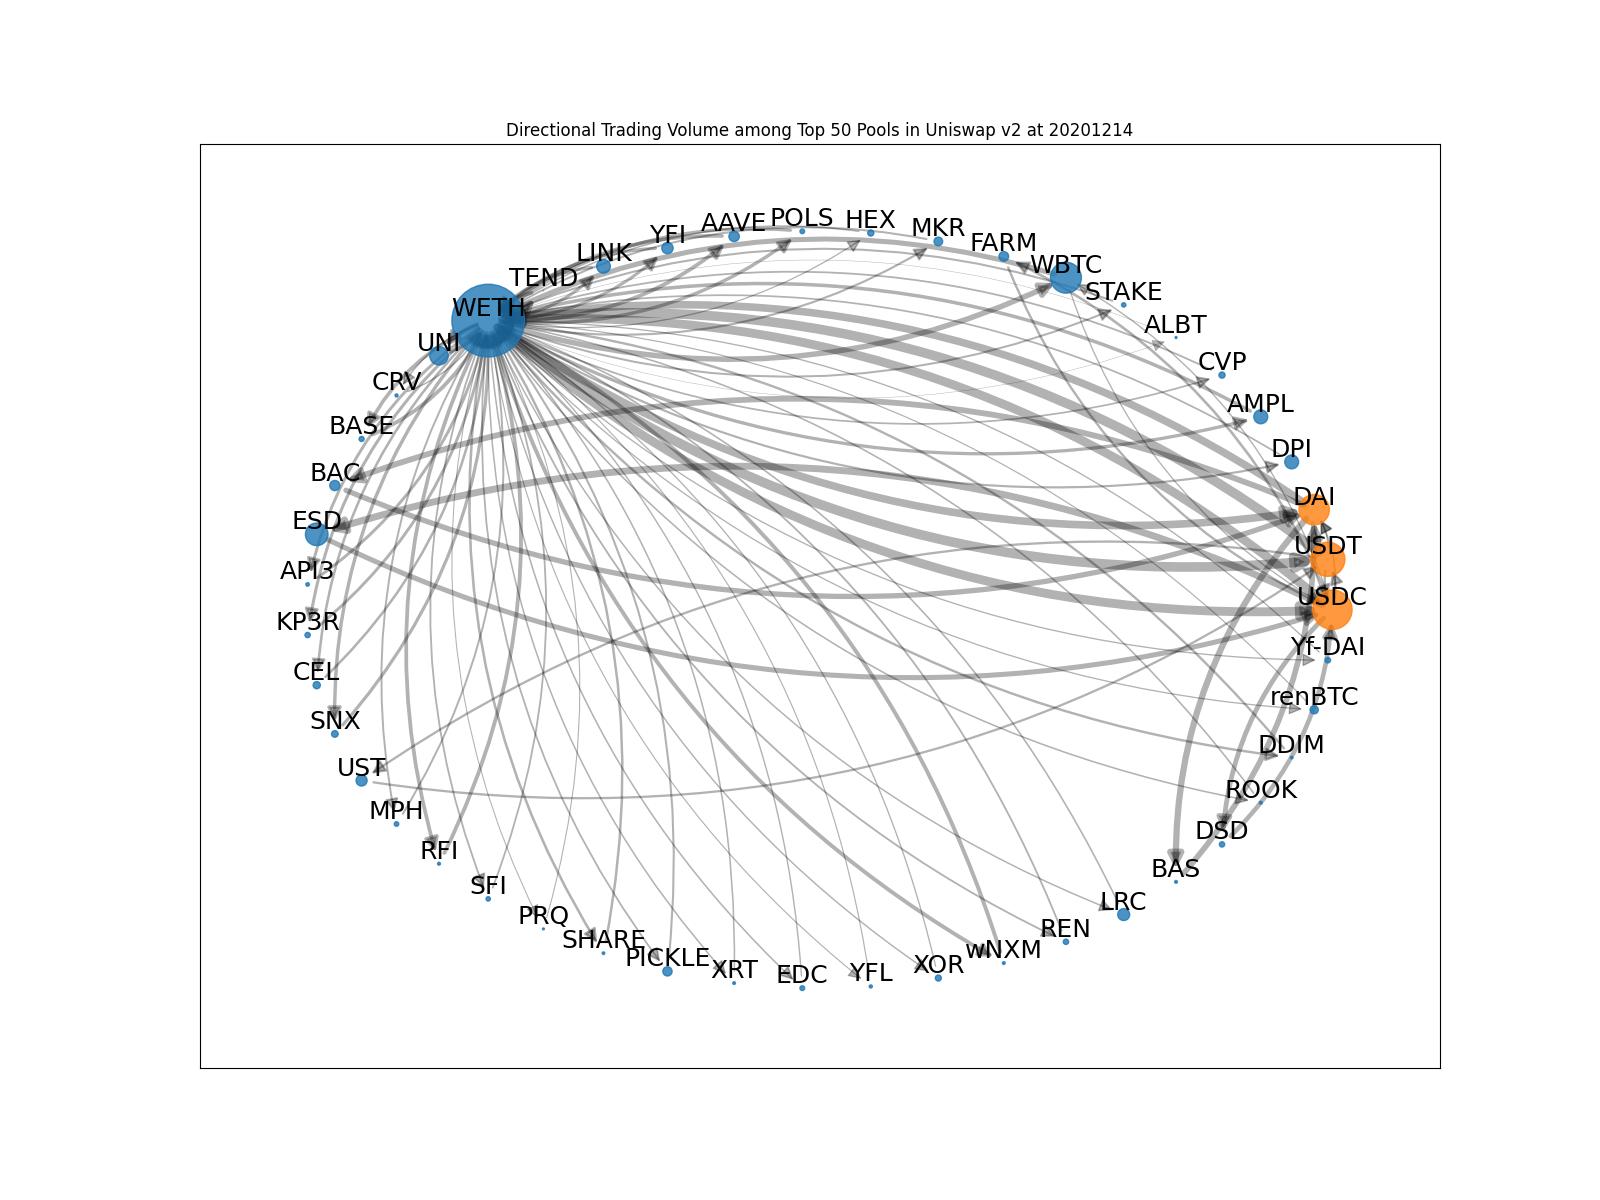 Directional Trading Volume among Top 50 Pools in Uniswap v2 at 20201214
POLS
HEX
AAVE
MKR
YFI
FARM
LINK
WBTC
TEND
STAKE
WETH
ALBT
UNI
CVP
CRV
AMPL
BASE
DPI
BAC
DAI
ESD
USDT
API3
USDC
KP3R
Yf-DAI
CEL
renBTC
SNX
DDIM
UST
ROOK
MPH
DSD
RFI
BAS
SFI
LRC
PRQ
REN
SHARE
wNXM
PICKLE
XOR
XRT
YFL
EDC